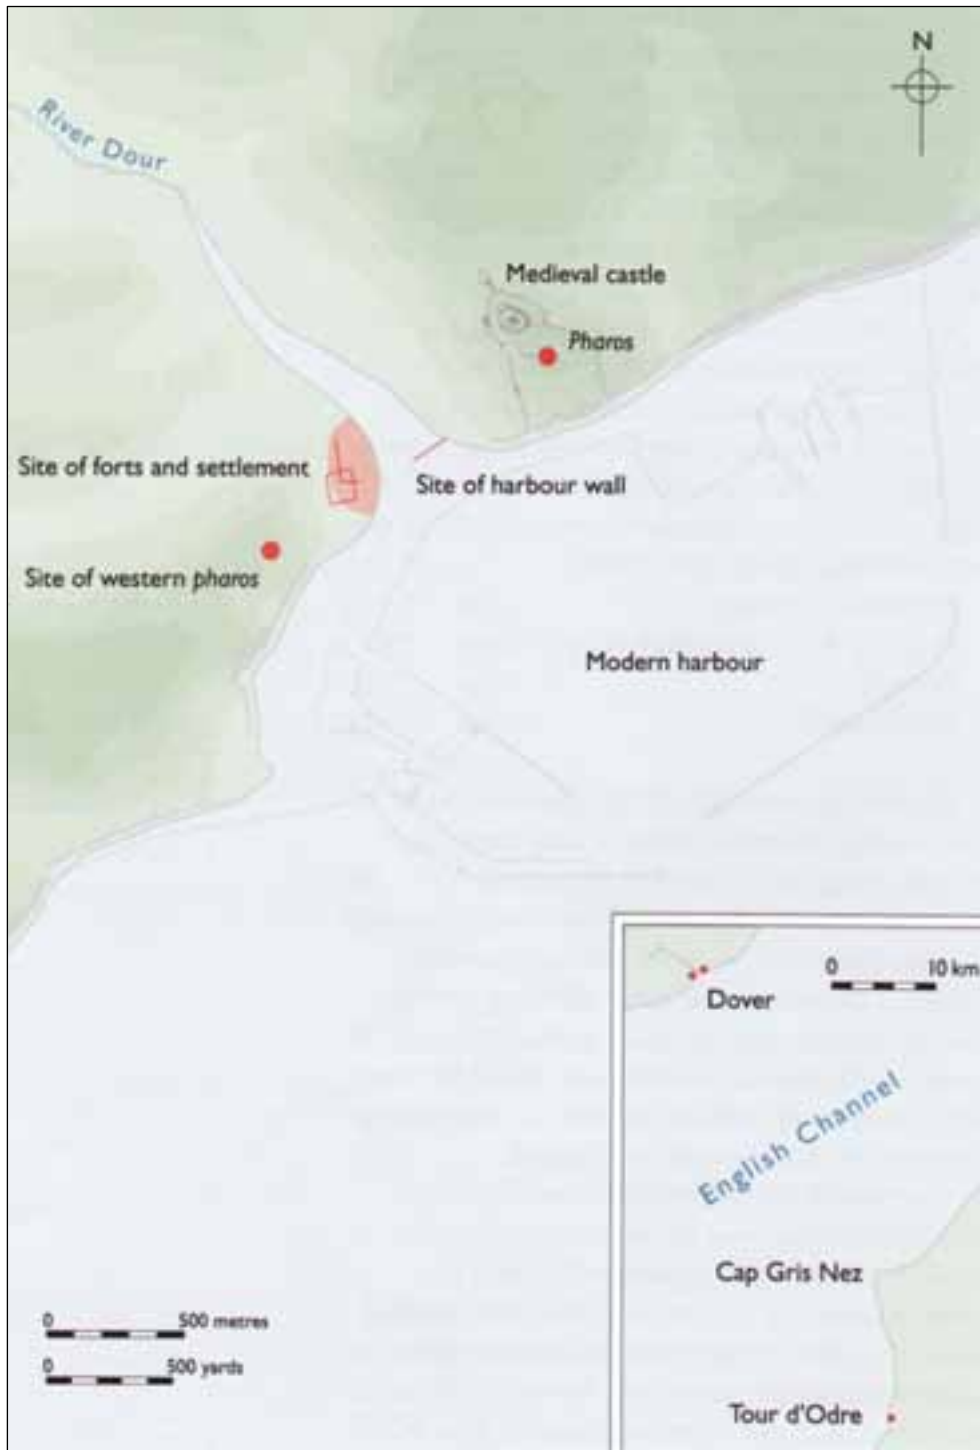 N
River Dour
Medieval castle
Pharos
Site of forts and settlement
Site of harbour wall
Site of western pharos
Modern harbour
0 10 km
Dover
English Channel
Cap Gris Nez
0 500 metres
0 500 yards
Tour d'Odre